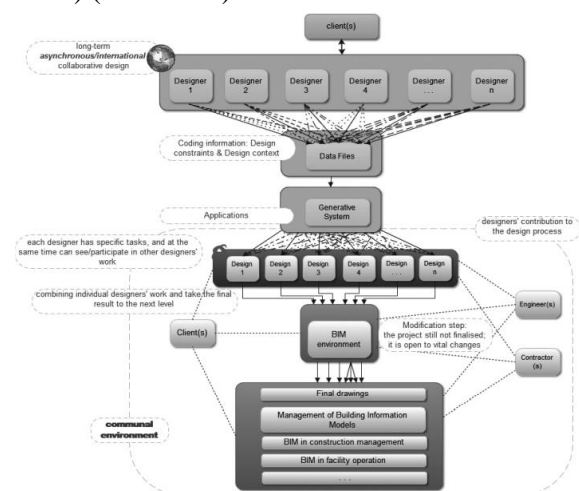 client(s)
long-term
asynchronous/international
collaborative design
Designer
1
Designer
2
Designer
3
Designer
4
Designer
. . .
Designer
n
Coding information: Design
constraints & Design context
Data Files
Applications
Generative
System
designers' contribution to
the design process
each designer has specific tasks, and at
the same time can see/participate in other designers'
work
Design
1
Design
2
Design
3
Design
4
Design
. . .
Design
n
combining individual designers' work and take the final
result to the next level
Engineer(s)
Client(s)
BIM
environment
Modification step:
the project still not finalised;
it is open to vital changes
Contractor
(s)
Final drawings
Management of Building Information
Models
BIM in construction management
BIM in facility operation
. . .
communal
environment